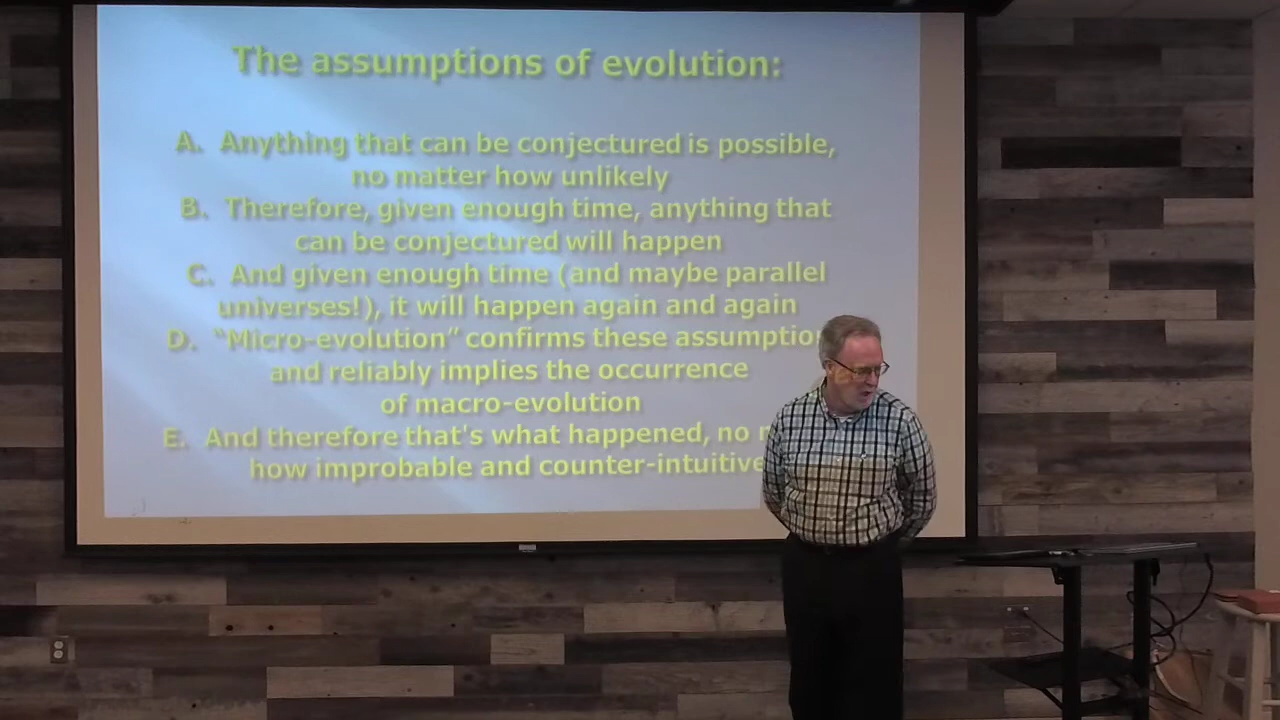 The assumptions of evolution:
A. Anything that can be conjectured is possible,
no matter how unlikely
B. Therefore, given enough time, anything that
can be conjectured will happen
C. And given enough time (and maybe parallel
universes!), it will happen again and again
D. “Micro-evolution” confirms these assumptio
and reliably implies the occurrence
of macro-evolution
E. And therefore that's what happened, no
how improbable and counter-intuitive